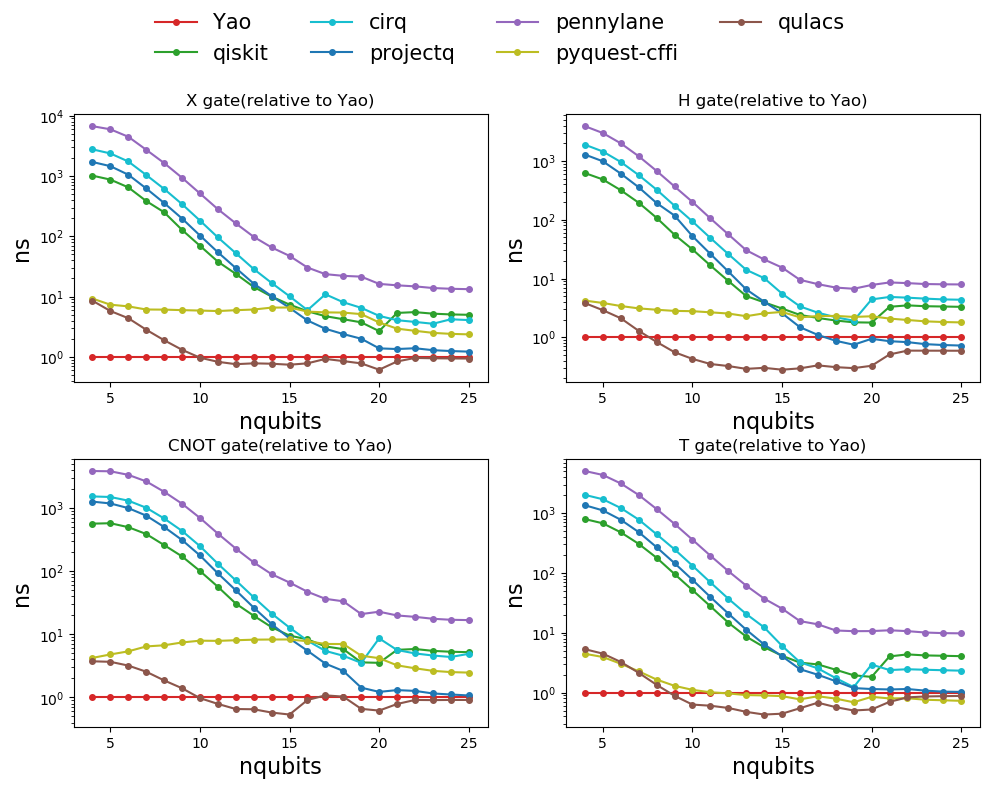 Yao cirq pennylane qulacs
qiskit projectq pyquest-cffi
X gate(relative to Yao)
10^4
10^3
10^2
10^1
10^0
ns
5 10 15 20 25
nqubits
H gate(relative to Yao)
10^3
10^2
10^1
10^0
ns
5 10 15 20 25
nqubits
CNOT gate(relative to Yao)
10^3
10^2
10^1
10^0
ns
5 10 15 20 25
nqubits
T gate(relative to Yao)
10^3
10^2
10^1
10^0
ns
5 10 15 20 25
nqubits